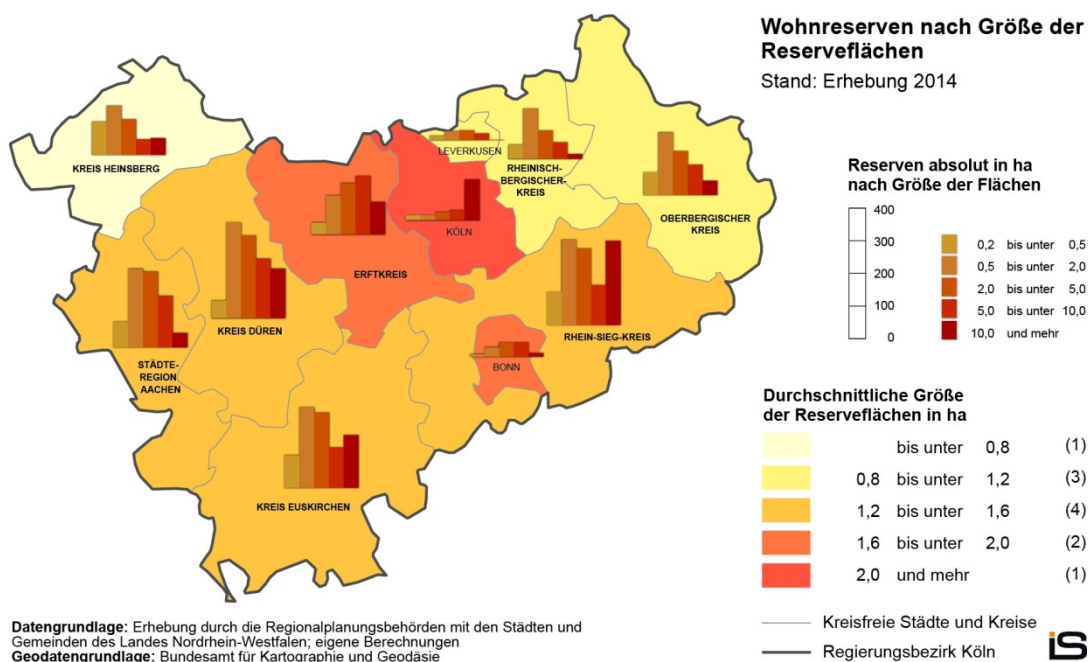 Wohnreserven nach Größe der
Reserveflächen
Stand: Erhebung 2014
KREIS HEINSBERG
LEVERKUSEN
RHEINISCH-
BERGISCHER-
KREIS
OBERBERGISCHER
KREIS
KÖLN
ERFTKREIS
KREIS DÜREN
STÄDTE-
REGION
AACHEN
RHEIN-SIEG-KREIS
BONN
KREIS EUSKIRCHEN
Reserven absolut in ha
nach Größe der Flächen
400
300
200
100
0
0,2 bis unter 0,5
0,5 bis unter 2,0
2,0 bis unter 5,0
5,0 bis unter 10,0
10,0 und mehr
Durchschnittliche Größe
der Reserveflächen in ha
bis unter 0,8 (1)
0,8 bis unter 1,2 (3)
1,2 bis unter 1,6 (4)
1,6 bis unter 2,0 (2)
2,0 und mehr (1)
Kreisfreie Städte und Kreise
Regierungsbezirk Köln
Datengrundlage: Erhebung durch die Regionalplanungsbehörden mit den Städten und
Gemeinden des Landes Nordrhein-Westfalen; eigene Berechnungen
Geodatengrundlage: Bundesamt für Kartographie und Geodäsie
iLS